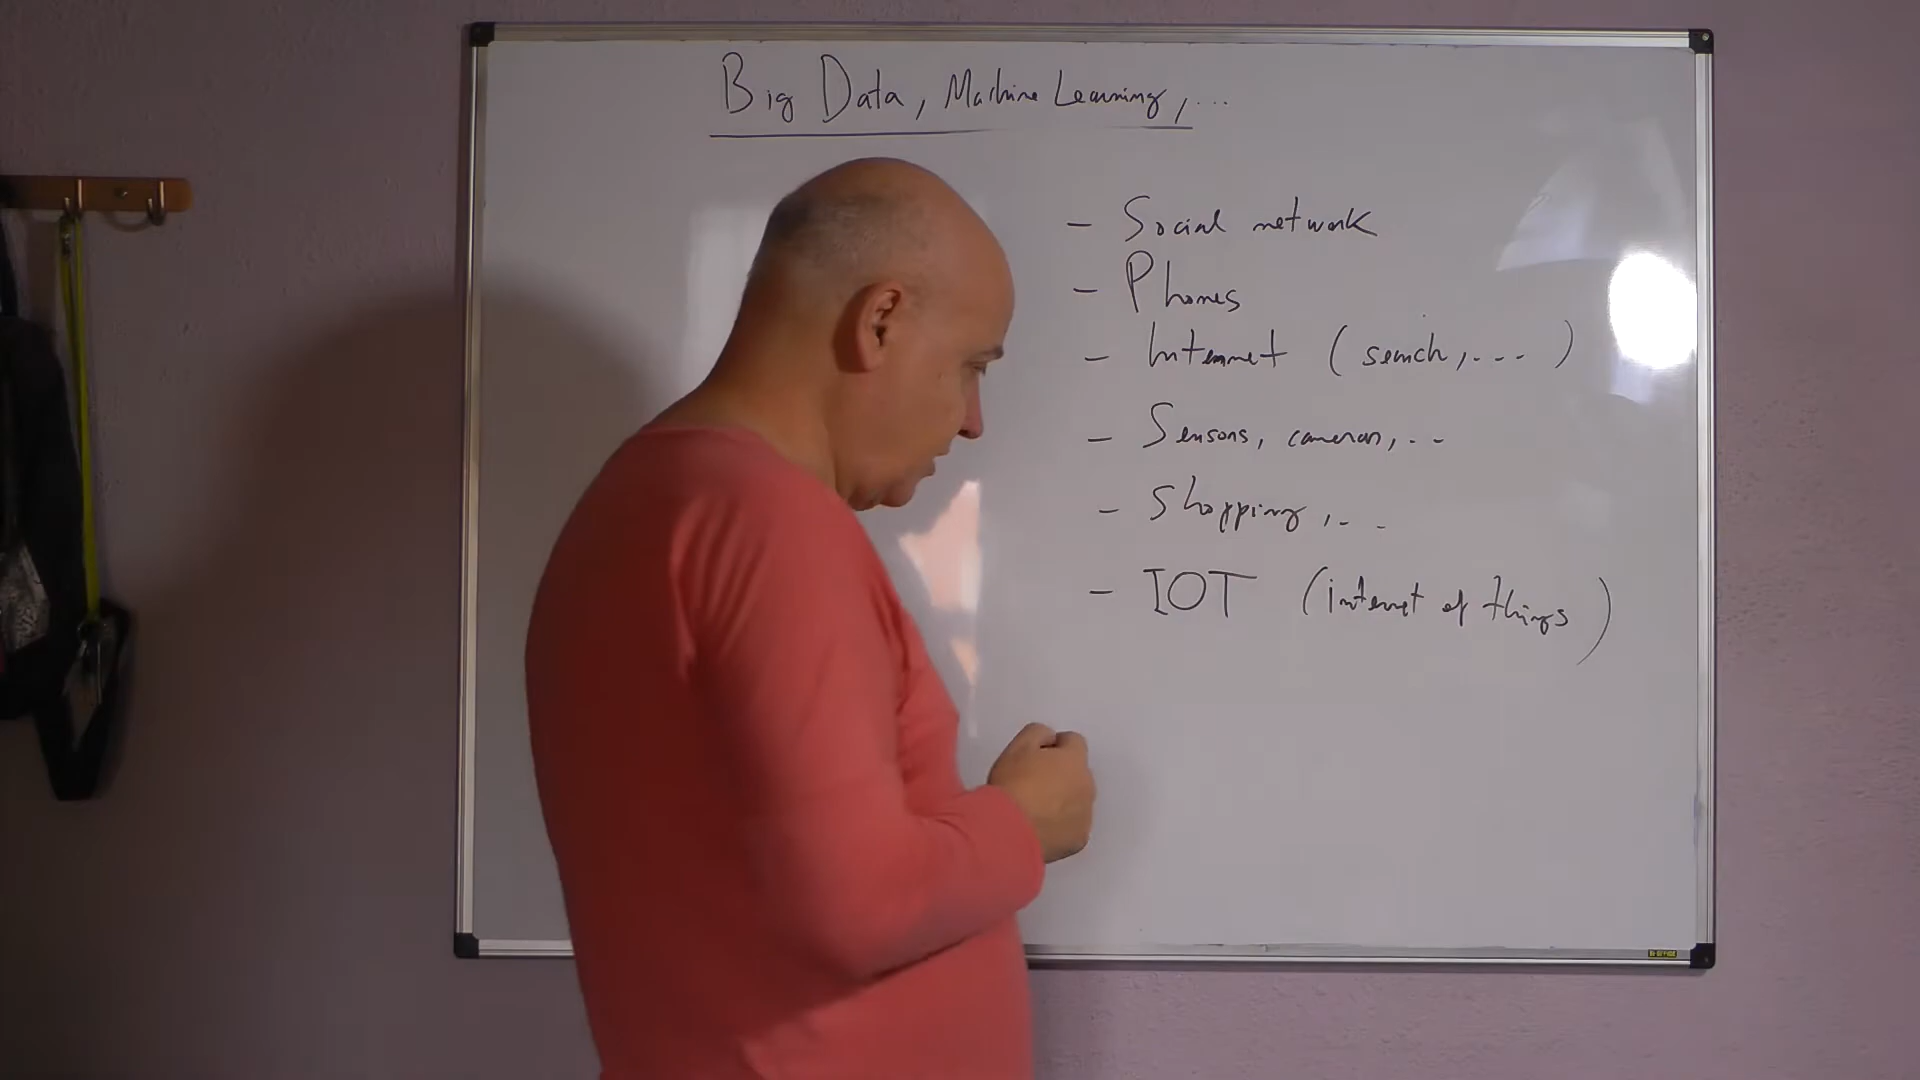 Big Data, Machine Learning, ...
- Social network
- Phones
- Internet (search, ... )
- Sensors, cameras, ..
- Shopping, ..
- IOT (internet of things)